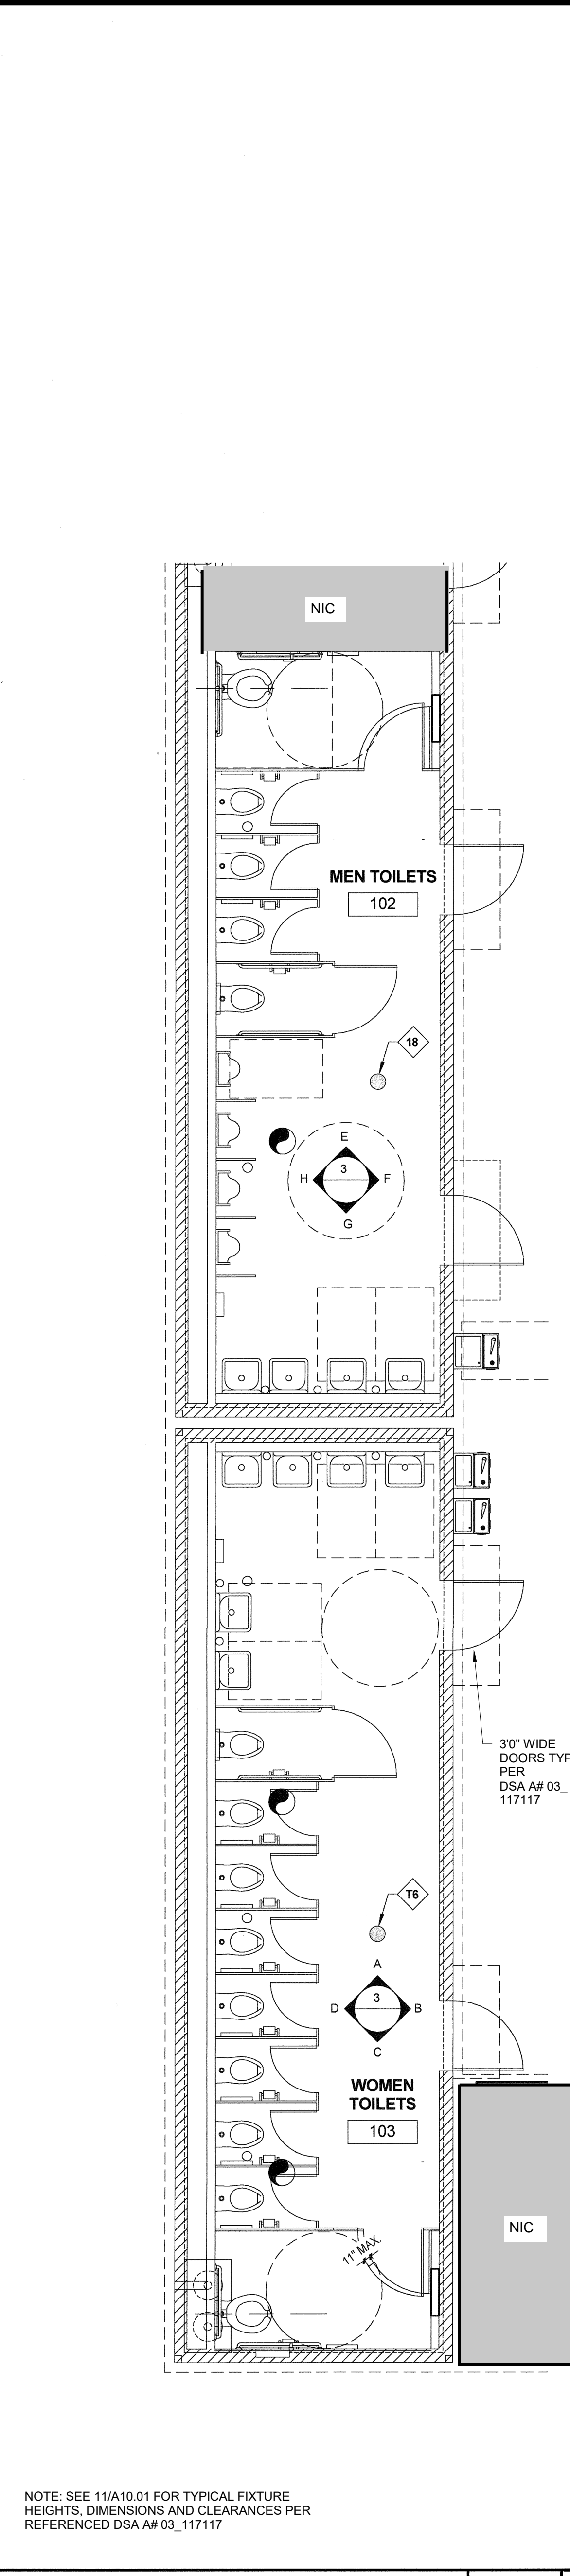 NIC
MEN TOILETS
102
18
E
3
H
F
G
3'0" WIDE
DOORS TYP
PER
DSA A# 03_
117117
T6
A
3
D
B
C
WOMEN
TOILETS
103
NIC
11" MAX.
NOTE: SEE 11/A10.01 FOR TYPICAL FIXTURE
HEIGHTS, DIMENSIONS AND CLEARANCES PER
REFERENCED DSA A# 03_117117